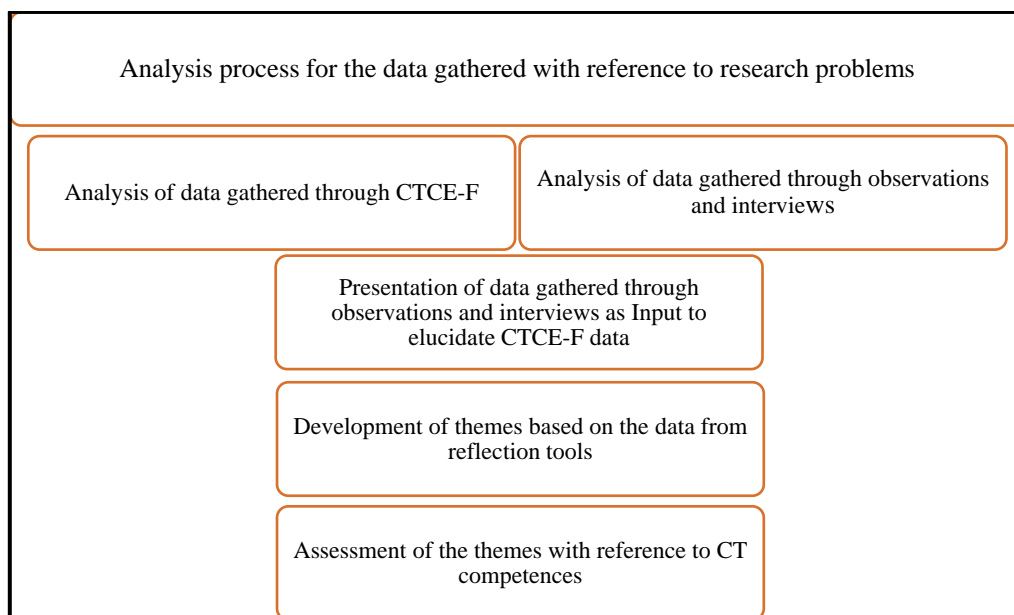 Analysis process for the data gathered with reference to research problems
Analysis of data gathered through CTCE-F
Analysis of data gathered through observations
and interviews
Presentation of data gathered through
observations and interviews as Input to
elucidate CTCE-F data
Development of themes based on the data from
reflection tools
Assessment of the themes with reference to CT
competences